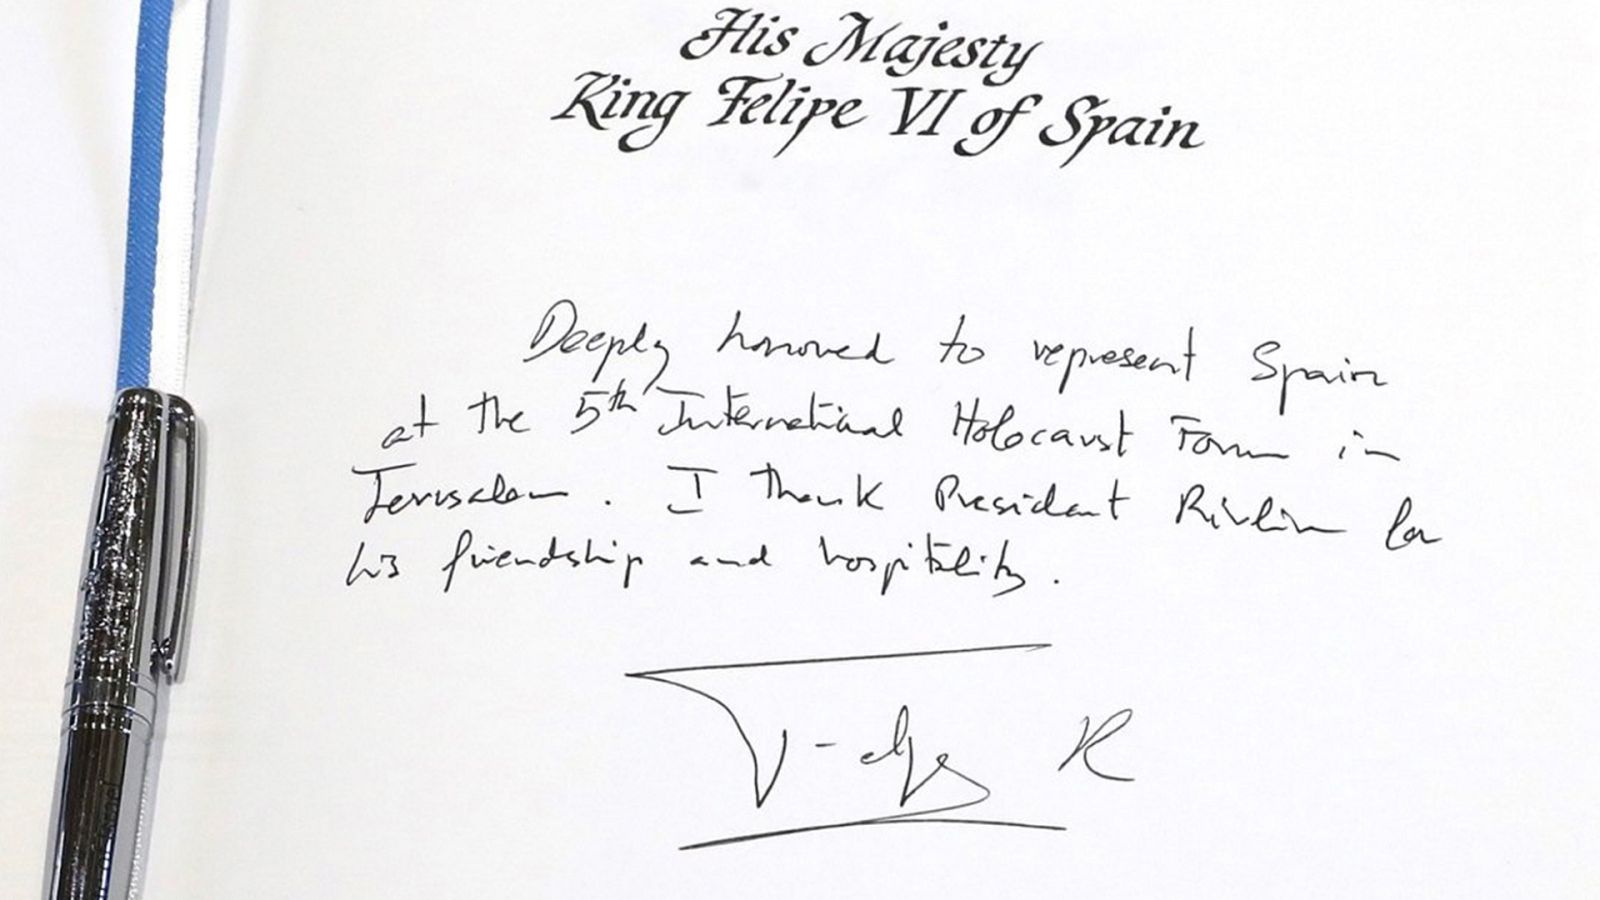 His Majesty
King Felipe VI of Spain
Deeply honored to represent Spain
at the 5th International Holocaust Forum in
Jerusalem. I thank President Rivlin for
his friendship and hospitality.
R